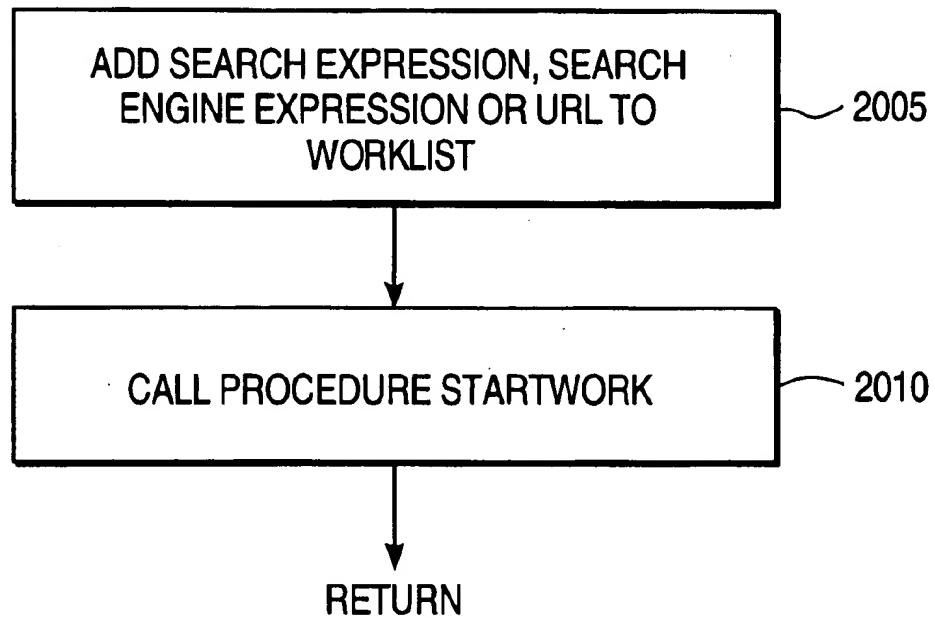 ADD SEARCH EXPRESSION, SEARCH
ENGINE EXPRESSION OR URL TO
WORKLIST
2005
CALL PROCEDURE STARTWORK
2010
RETURN